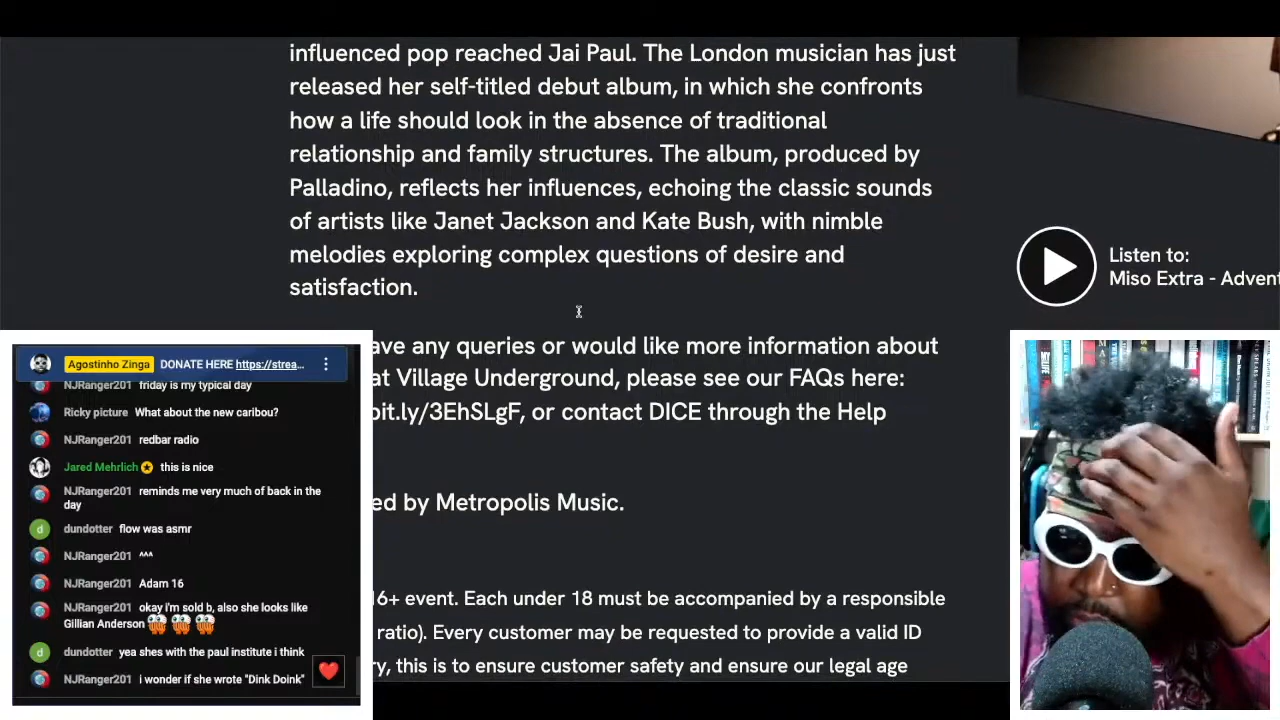 influenced pop reached Jai Paul. The London musician has just
released her self-titled debut album, in which she confronts
how a life should look in the absence of traditional
relationship and family structures. The album, produced by
Palladino, reflects her influences, echoing the classic sounds
of artists like Janet Jackson and Kate Bush, with nimble
melodies exploring complex questions of desire and
satisfaction.
ave any queries or would like more information about
at Village Underground, please see our FAQs here:
bit.ly/3EhSLgF, or contact DICE through the Help
ed by Metropolis Music.
16+ event. Each under 18 must be accompanied by a responsible
ratio). Every customer may be requested to provide a valid ID
ry, this is to ensure customer safety and ensure our legal age
Listen to:
Miso Extra - Advent
Agostinho Zinga DONATE HERE https://strea...
NJRanger201 friday is my typical day
Ricky picture What about the new caribou?
NJRanger201 redbar radio
Jared Mehrlich this is nice
NJRanger201 reminds me very much of back in the
day
d dundotter flow was asmr
NJRanger201 ^^^
NJRanger201 Adam 16
NJRanger201 okay i'm sold b, also she looks like
Gillian Anderson
d dundotter yea shes with the paul institute i think
NJRanger201 i wonder if she wrote "Dink Doink"